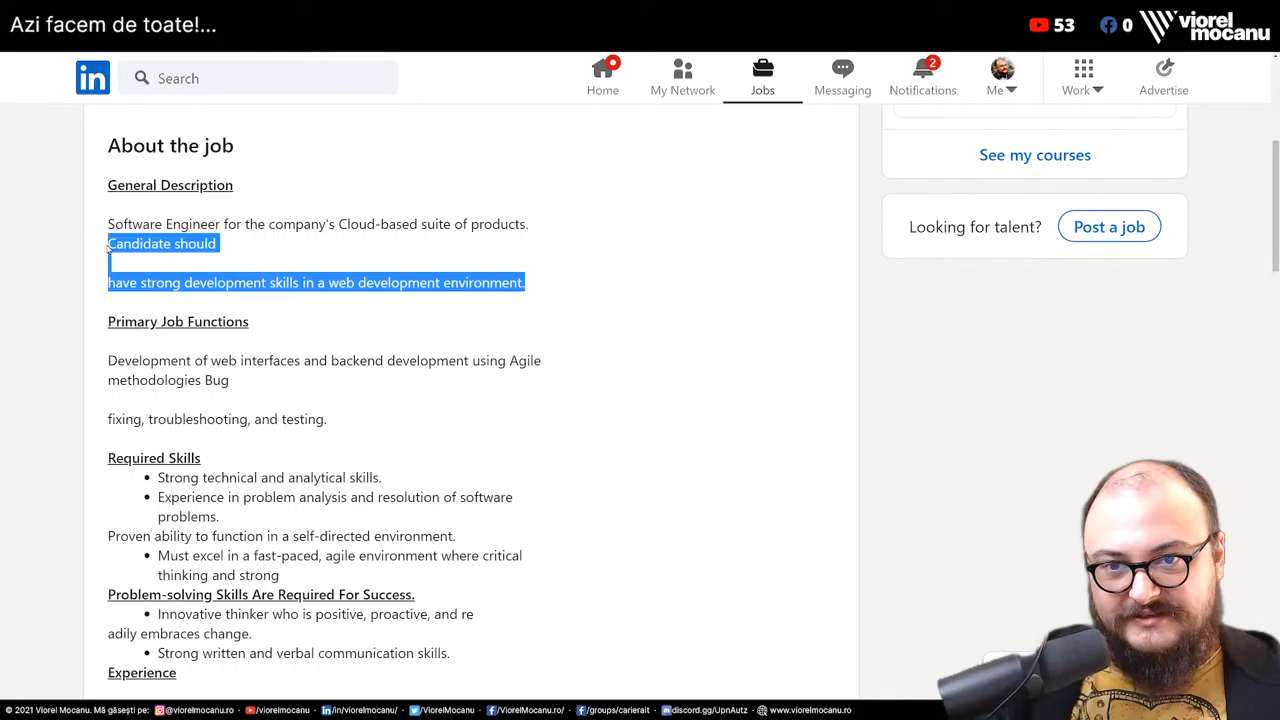 Azi facem de toate!...
53
0
viorel
mocanu
in
Search
Home
My Network
Jobs
Messaging
2
Notifications
Me
Work
Advertise
About the job
General Description
Software Engineer for the company's Cloud-based suite of products.
Candidate should
have strong development skills in a web development environment.
Primary Job Functions
Development of web interfaces and backend development using Agile
methodologies Bug
fixing, troubleshooting, and testing.
Required Skills
• Strong technical and analytical skills.
• Experience in problem analysis and resolution of software
problems.
Proven ability to function in a self-directed environment.
• Must excel in a fast-paced, agile environment where critical
thinking and strong
Problem-solving Skills Are Required For Success.
• Innovative thinker who is positive, proactive, and re
adily embraces change.
• Strong written and verbal communication skills.
Experience
See my courses
Looking for talent?
Post a job
© 2021 Viorel Mocanu. Mă găsești pe: @viorelmocanu.ro | /viorelmocanu | /in/viorelmocanu/ | /ViorelMocanu | /ViorelMocanu.ro/ | /groups/carierait | discord.gg/UpnAutz | www.viorelmocanu.ro